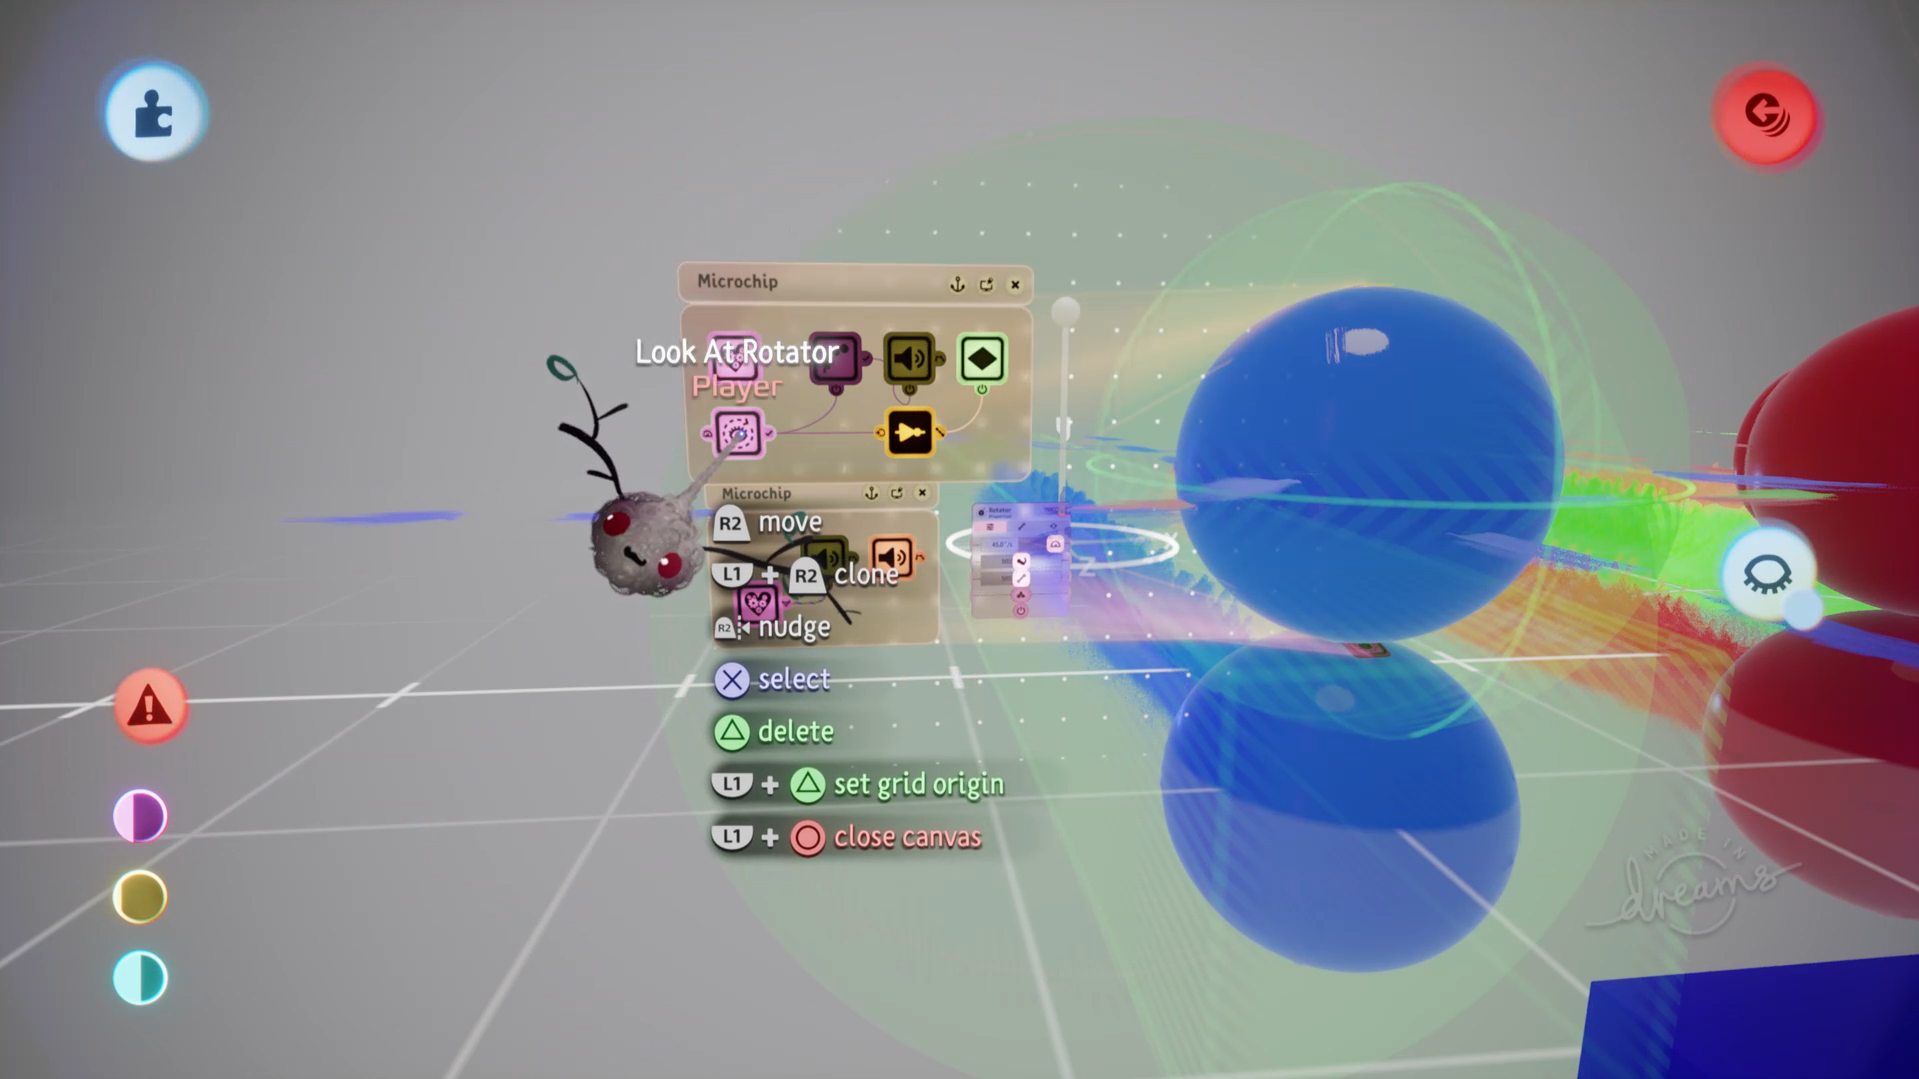 Microchip
Look At Rotator
Player
Microchip
R2 move
L1 + R2 clone
R2 nudge
select
delete
L1 + set grid origin
L1 + close canvas
Rotator
Z
MADE IN
dreams